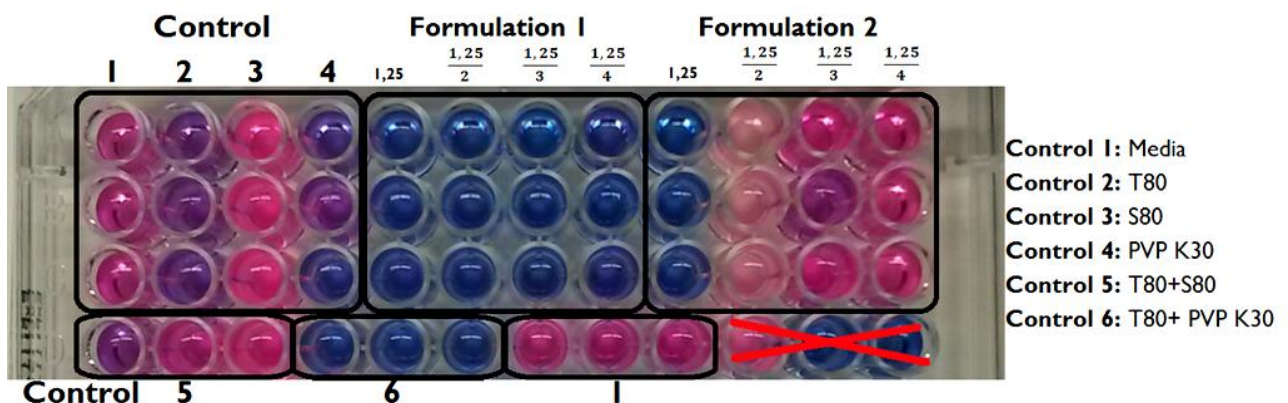 Control
Formulation 1
Formulation 2
1 2 3 4
1,25
1,25/2
1,25/3
1,25/4
1,25
1,25/2
1,25/3
1,25/4
Control 1: Media
Control 2: T80
Control 3: S80
Control 4: PVP K30
Control 5: T80+S80
Control 6: T80+ PVP K30
Control 5 6 1